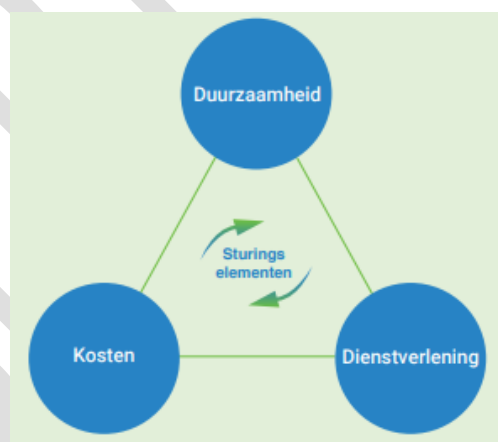 Duurzaamheid
Sturings
elementen
Kosten
Dienstverlening